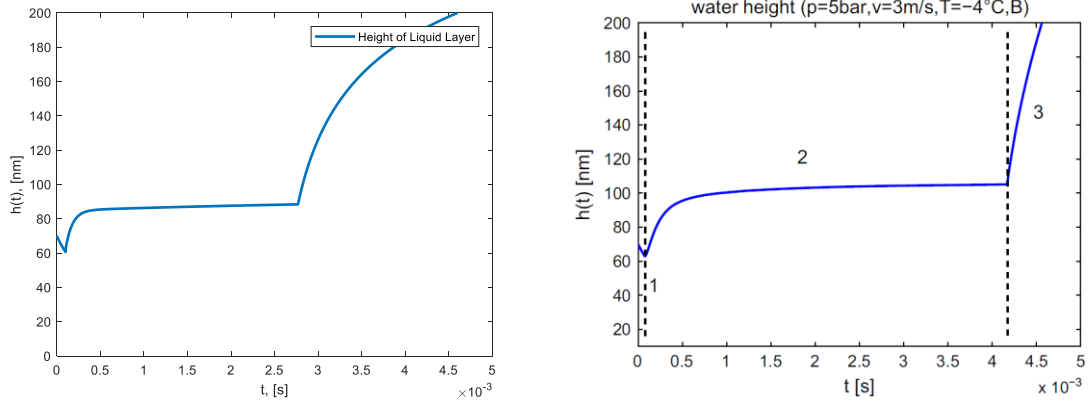 200
180
160
140
120
100
80
60
40
20
0
h(t), [nm]
Height of Liquid Layer
0 0.5 1 1.5 2 2.5 3 3.5 4 4.5 5
t, [s]
×10⁻³
water height (p=5bar,v=3m/s,T=−4°C,B)
200
180
160
140
120
100
80
60
40
20
h(t) [nm]
1
2
3
0 0.5 1 1.5 2 2.5 3 3.5 4 4.5 5
t [s]
x 10⁻³